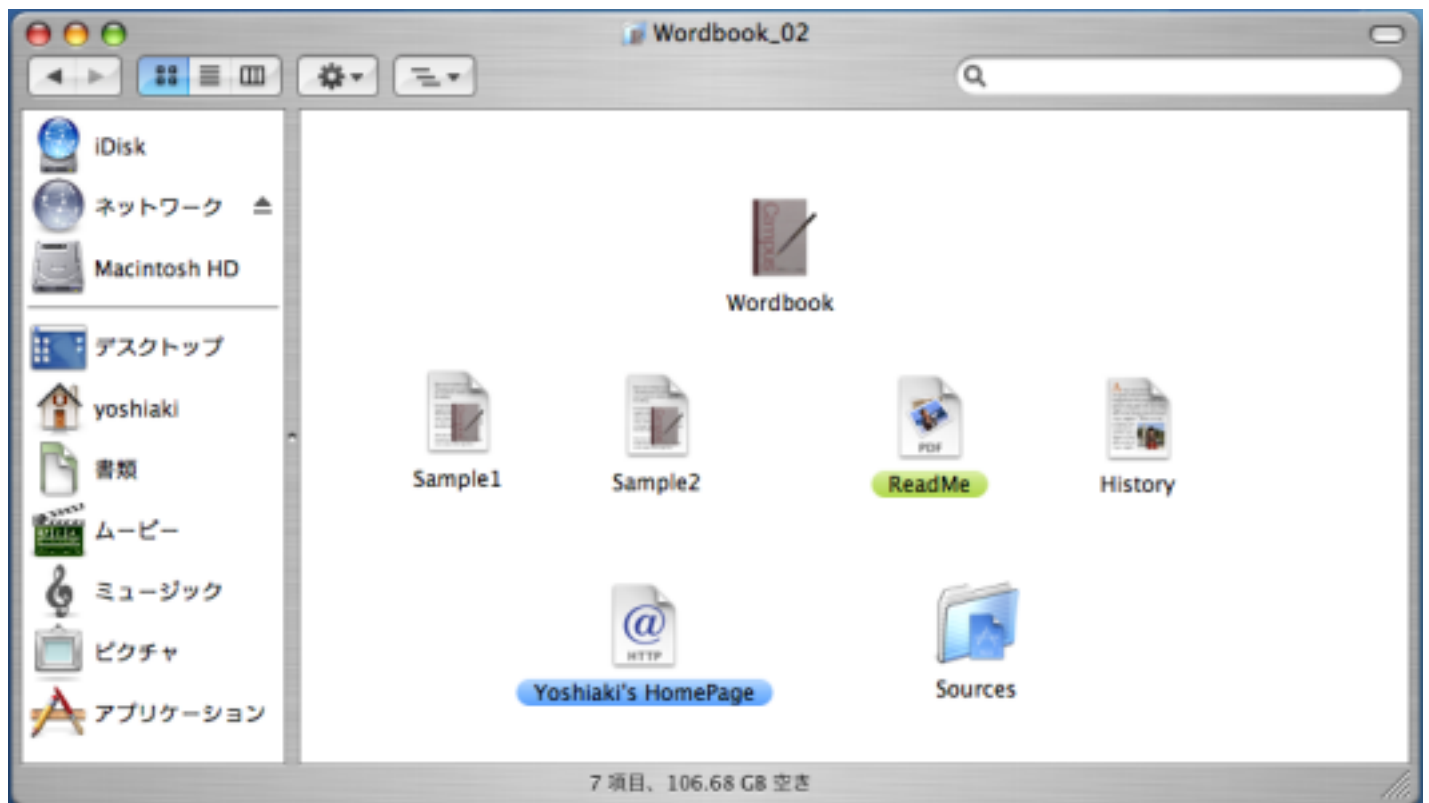 Wordbook_02
iDisk
ネットワーク
Macintosh HD
デスクトップ
yoshiaki
書類
ムービー
ミュージック
ピクチャ
アプリケーション
Campus
Wordbook
Sample1
Sample2
PDF
ReadMe
History
@
HTTP
Yoshiaki's HomePage
Sources
7 項目、106.68 GB 空き